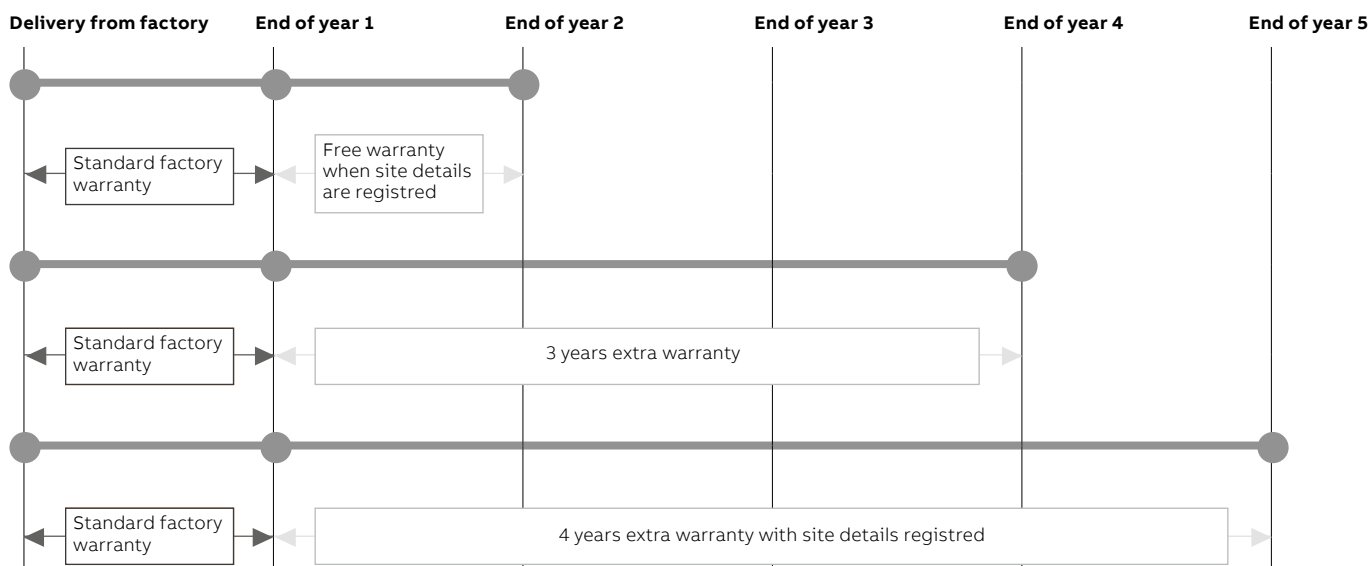 Delivery from factory
End of year 1
End of year 2
End of year 3
End of year 4
End of year 5
Standard factory
warranty
Free warranty
when site details
are registred
Standard factory
warranty
3 years extra warranty
Standard factory
warranty
4 years extra warranty with site details registred